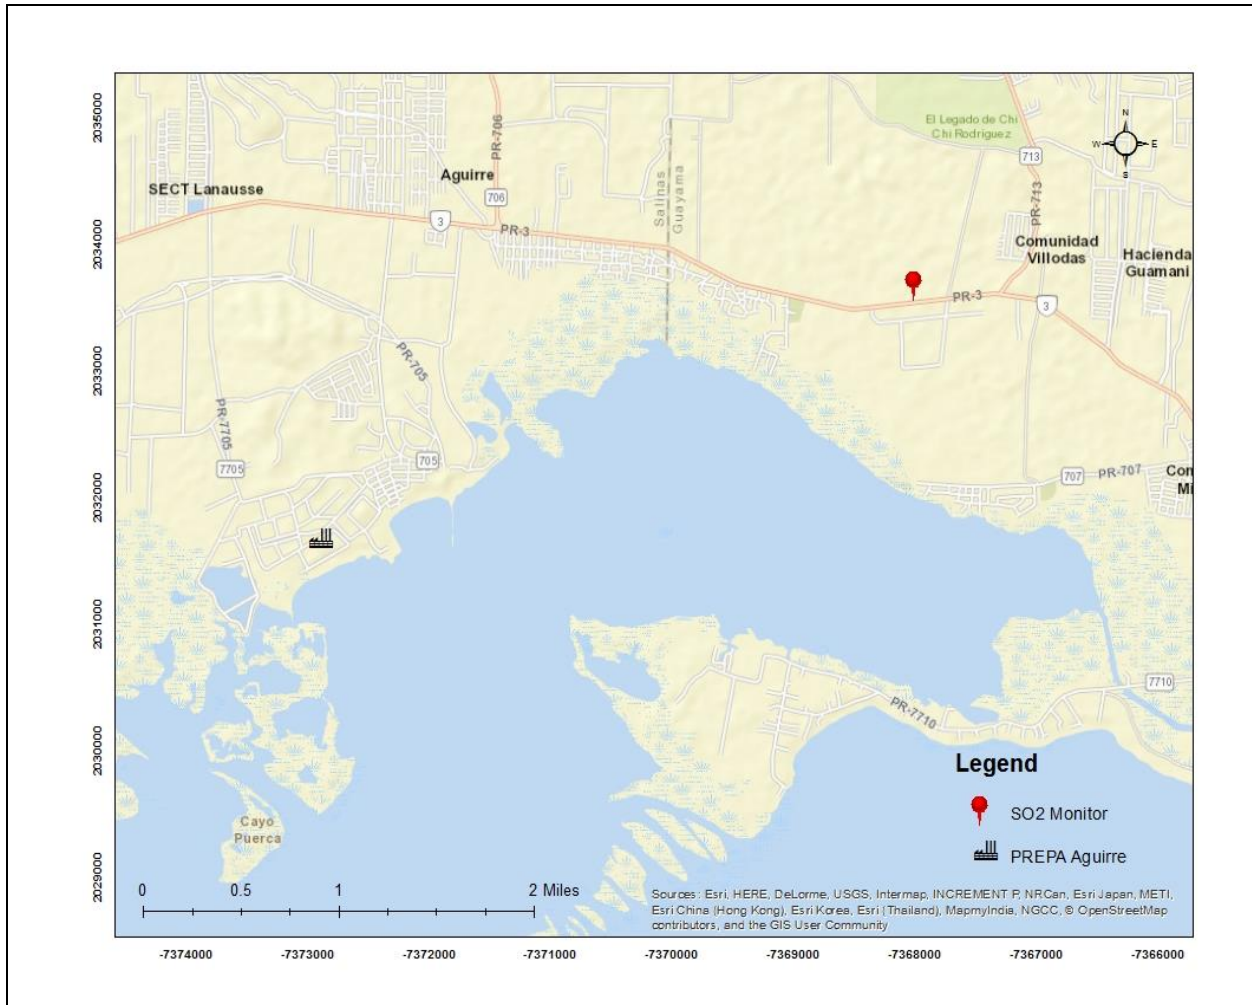 El Legado de Chi
Chi Rodriguez
N
W
E
S
713
PR-706
SECT Lanausse
Aguirre
706
3
PR-3
Salinas
Guayama
PR-713
Comunidad
Villodas
Hacienda
Guamani
PR-3
3
PR-705
PR-7705
7705
705
707
PR-707
Con
Mi
7710
PR-7710
Cayo
Puerca
Legend
SO2 Monitor
PREPA Aguirre
0
0.5
1
2 Miles
Sources: Esri, HERE, DeLorme, USGS, Intermap, INCREMENT P, NRCan, Esri Japan, METI,
Esri China (Hong Kong), Esri Korea, Esri (Thailand), MapmyIndia, NGCC, © OpenStreetMap
contributors, and the GIS User Community
2035000
2034000
2033000
2032000
2031000
2030000
2029000
-7374000
-7373000
-7372000
-7371000
-7370000
-7369000
-7368000
-7367000
-7366000